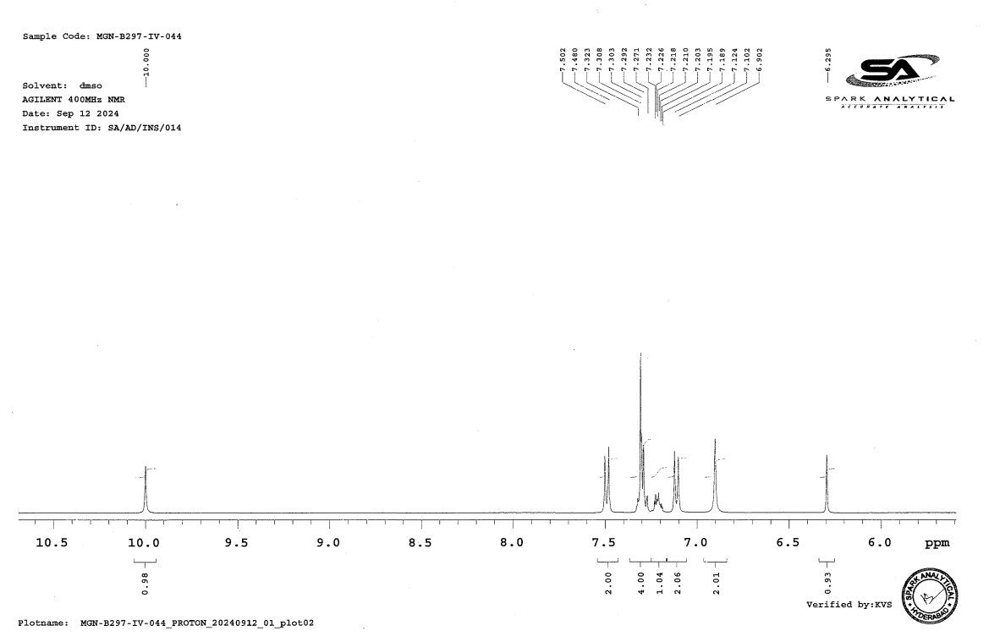 Sample Code: MGN-B297-IV-044
10.000
7.502
7.480
7.323
7.308
7.303
7.292
7.271
7.232
7.226
7.218
7.210
7.203
7.195
7.189
7.124
7.102
6.902
6.295
SA
SPARK ANALYTICAL
ACCURATE ANALYSIS
Solvent: dmso
AGILENT 400MHz NMR
Date: Sep 12 2024
Instrument ID: SA/AD/INS/014
10.5 10.0 9.5 9.0 8.5 8.0 7.5 7.0 6.5 6.0 ppm
0.98 2.00 4.00 1.04 2.06 2.01 0.93
Verified by:KVS
SPARK ANALYTICAL
HYDERABAD
Plotname: MGN-B297-IV-044_PROTON_20240912_01_plot02